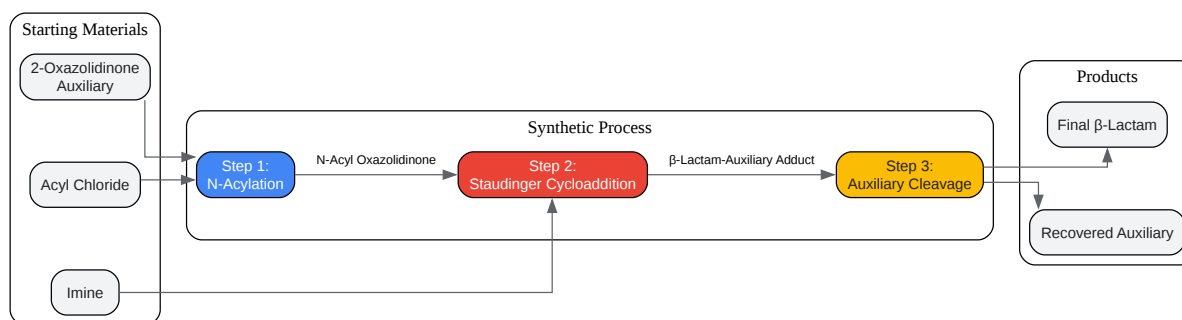 Starting Materials
2-Oxazolidinone
Auxiliary
Acyl Chloride
Imine
Synthetic Process
Step 1:
N-Acylation
N-Acyl Oxazolidinone
Step 2:
Staudinger Cycloaddition
β-Lactam-Auxiliary Adduct
Step 3:
Auxiliary Cleavage
Products
Final β-Lactam
Recovered Auxiliary